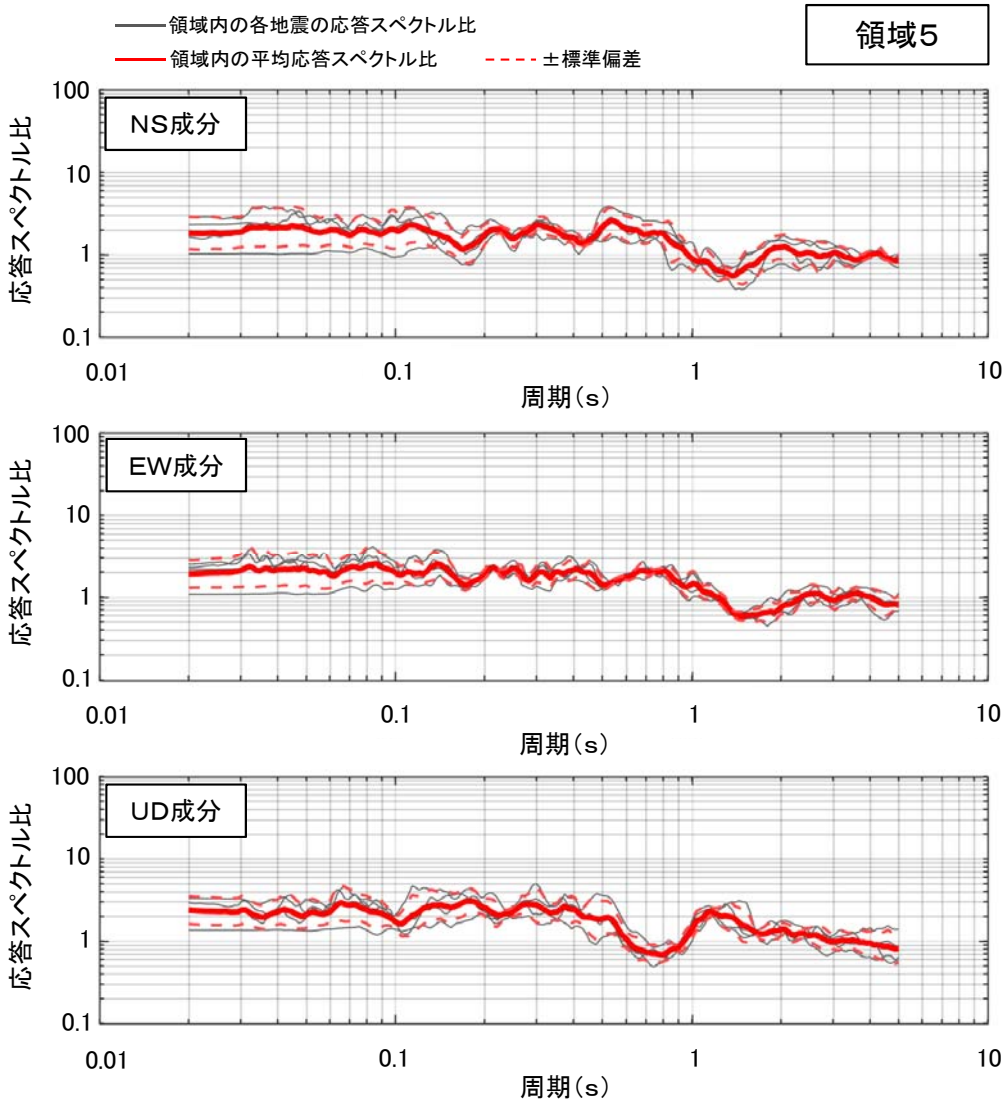 領域内の各地震の応答スペクトル比
領域内の平均応答スペクトル比 ±標準偏差
領域5
NS成分
応答スペクトル比
100
10
1
0.1
0.01 0.1 1 10
周期(s)
EW成分
応答スペクトル比
100
10
1
0.1
0.01 0.1 1 10
周期(s)
UD成分
応答スペクトル比
100
10
1
0.1
0.01 0.1 1 10
周期(s)